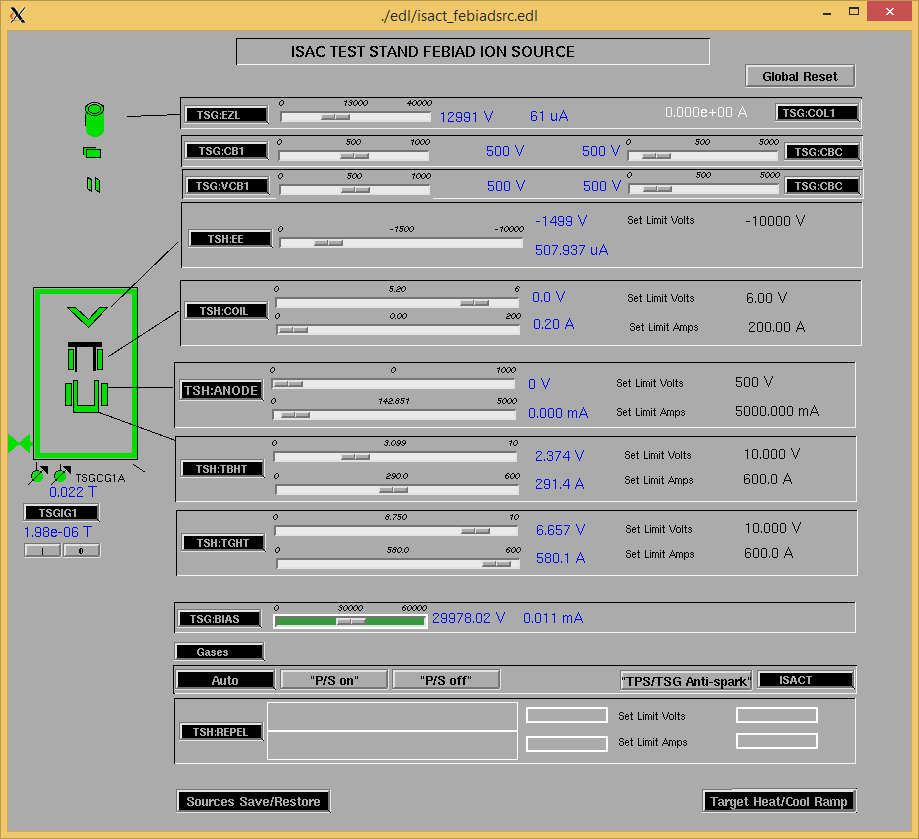 ./edl/isact_febiadsrc.edl
ISAC TEST STAND FEBIAD ION SOURCE
Global Reset
0 13000 40000
TSG:EZL 12991 V 61 uA 0.000e+00 A TSG:COL1
0 500 1000 0 500 5000
TSG:CB1 500 V 500 V TSG:CBC
0 500 1000 0 500 5000
TSG:VCB1 500 V 500 V TSG:CBC
-1499 V Set Limit Volts -10000 V
0 -1500 -10000
TSH:EE
507.937 uA
0 5.20 6
0.0 V Set Limit Volts 6.00 V
TSH:COIL
0 0.00 200
0.20 A Set Limit Amps 200.00 A
0 0 1000
0 V Set Limit Volts 500 V
TSH:ANODE
0 142.851 5000
0.000 mA Set Limit Amps 5000.000 mA
0 3.099 10
2.374 V Set Limit Volts 10.000 V
TSH:TBHT
0 290.0 600
291.4 A Set Limit Amps 600.0 A
TSGCG1A
0.022 T
TSGIG1
1.98e-06 T
I 0
0 6.750 10
6.657 V Set Limit Volts 10.000 V
TSH:TGHT
0 580.0 600
580.1 A Set Limit Amps 600.0 A
0 30000 60000
TSG:BIAS 29978.02 V 0.011 mA
Gases
Auto "P/S on" "P/S off" "TPS/TSG Anti-spark" ISACT
Set Limit Volts
TSH:REPEL
Set Limit Amps
Sources Save/Restore Target Heat/Cool Ramp